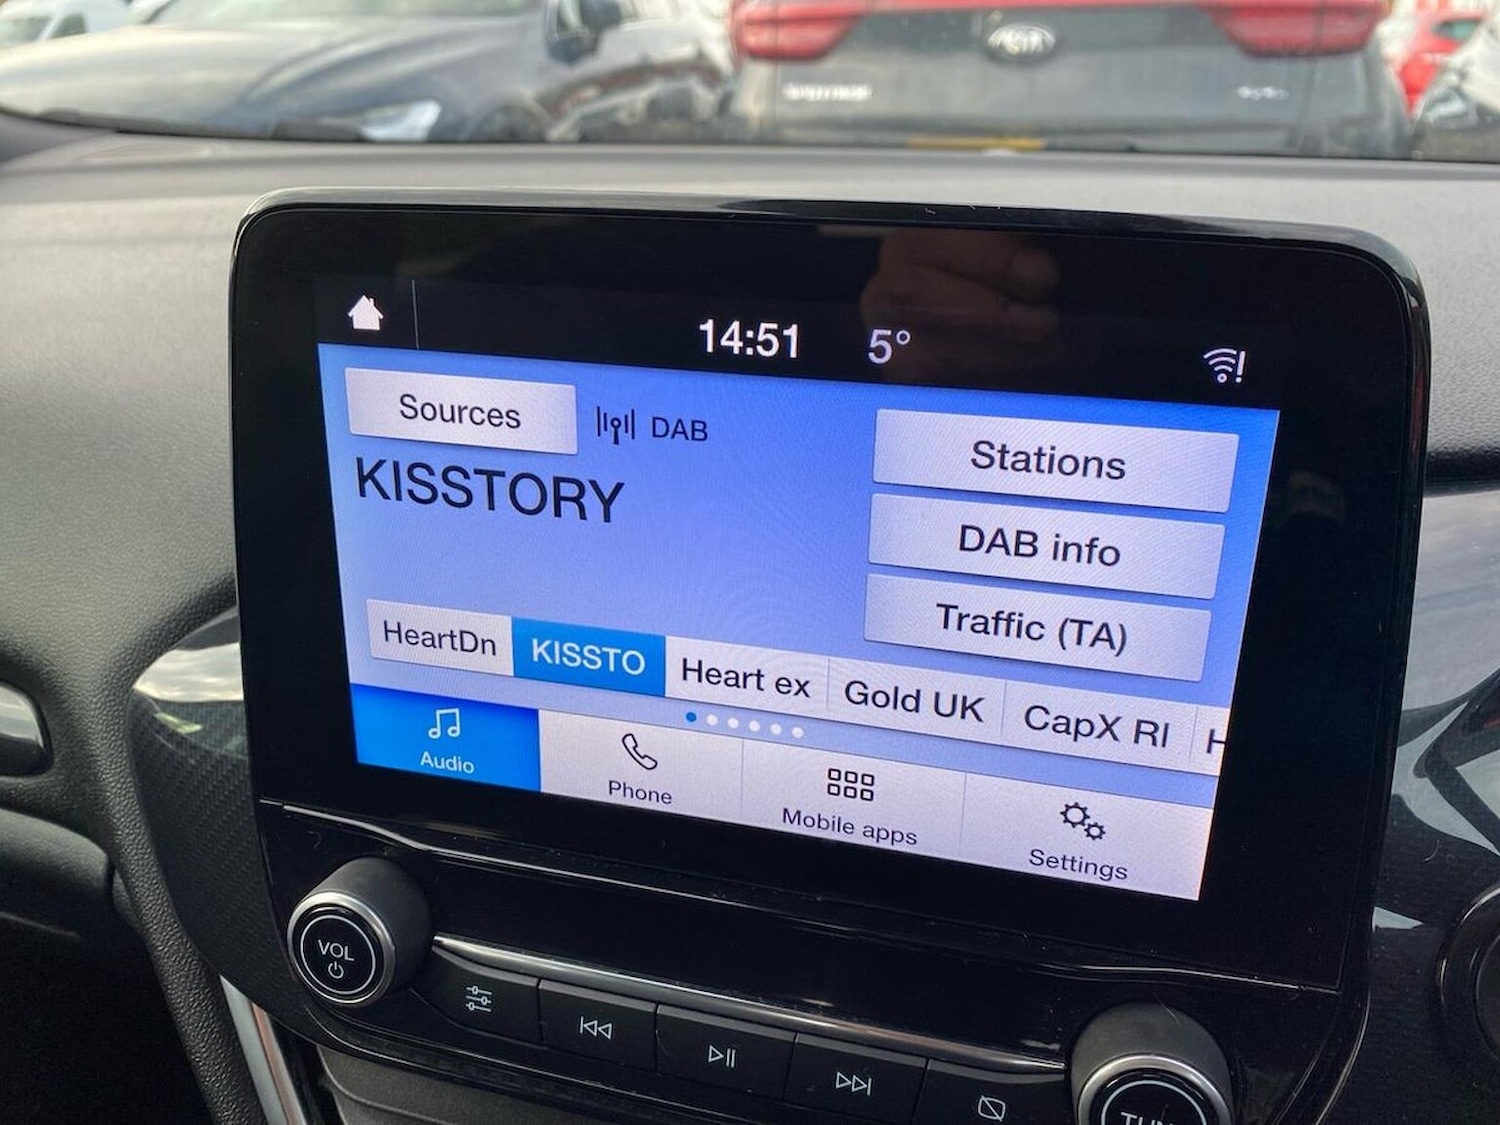 KIA
14:51 5°
Sources DAB
Stations
KISSTORY
DAB info
Traffic (TA)
HeartDn KISSTO Heart ex Gold UK CapX Rl H
Audio Phone Mobile apps Settings
VOL